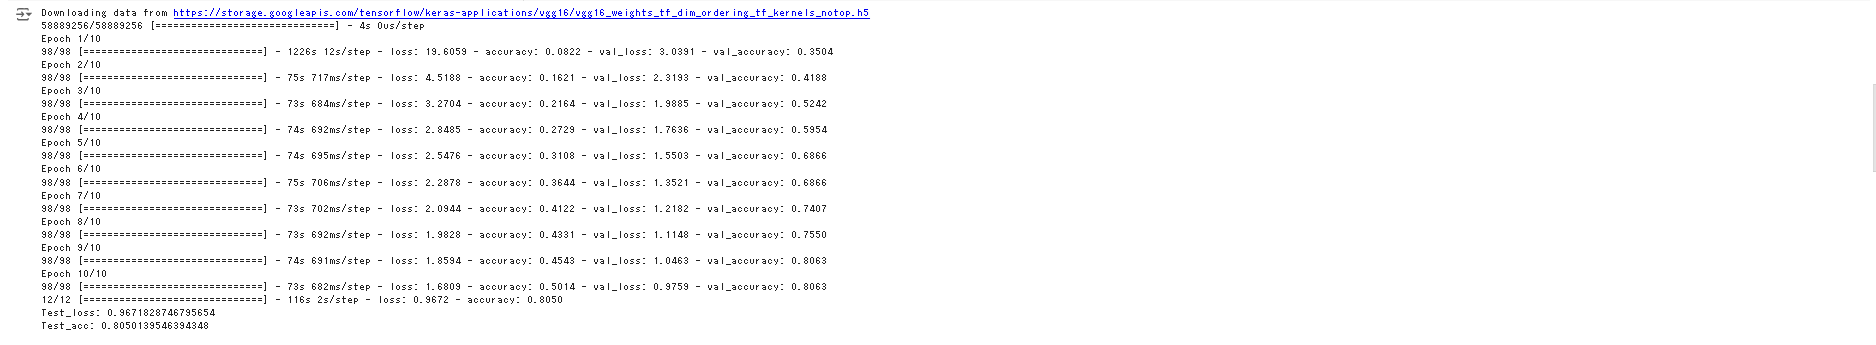 Downloading data from https://storage.googleapis.com/tensorflow/keras-applications/vgg16/vgg16_weights_tf_dim_ordering_tf_kernels_notop.h5
58889256/58889256 [==============================] - 4s 0us/step
Epoch 1/10
98/98 [==============================] - 1226s 12s/step - loss: 19.6059 - accuracy: 0.0822 - val_loss: 3.0391 - val_accuracy: 0.3504
Epoch 2/10
98/98 [==============================] - 75s 717ms/step - loss: 4.5188 - accuracy: 0.1621 - val_loss: 2.3193 - val_accuracy: 0.4188
Epoch 3/10
98/98 [==============================] - 73s 684ms/step - loss: 3.2704 - accuracy: 0.2164 - val_loss: 1.9885 - val_accuracy: 0.5242
Epoch 4/10
98/98 [==============================] - 74s 692ms/step - loss: 2.8485 - accuracy: 0.2729 - val_loss: 1.7636 - val_accuracy: 0.5954
Epoch 5/10
98/98 [==============================] - 74s 695ms/step - loss: 2.5476 - accuracy: 0.3108 - val_loss: 1.5503 - val_accuracy: 0.6866
Epoch 6/10
98/98 [==============================] - 75s 706ms/step - loss: 2.2878 - accuracy: 0.3644 - val_loss: 1.3521 - val_accuracy: 0.6866
Epoch 7/10
98/98 [==============================] - 73s 702ms/step - loss: 2.0944 - accuracy: 0.4122 - val_loss: 1.2182 - val_accuracy: 0.7407
Epoch 8/10
98/98 [==============================] - 73s 692ms/step - loss: 1.9828 - accuracy: 0.4331 - val_loss: 1.1148 - val_accuracy: 0.7550
Epoch 9/10
98/98 [==============================] - 74s 691ms/step - loss: 1.8594 - accuracy: 0.4543 - val_loss: 1.0463 - val_accuracy: 0.8063
Epoch 10/10
98/98 [==============================] - 73s 682ms/step - loss: 1.6809 - accuracy: 0.5014 - val_loss: 0.9759 - val_accuracy: 0.8063
12/12 [==============================] - 116s 2s/step - loss: 0.9672 - accuracy: 0.8050
Test_loss: 0.9671828746795654
Test_acc: 0.8050139546394348